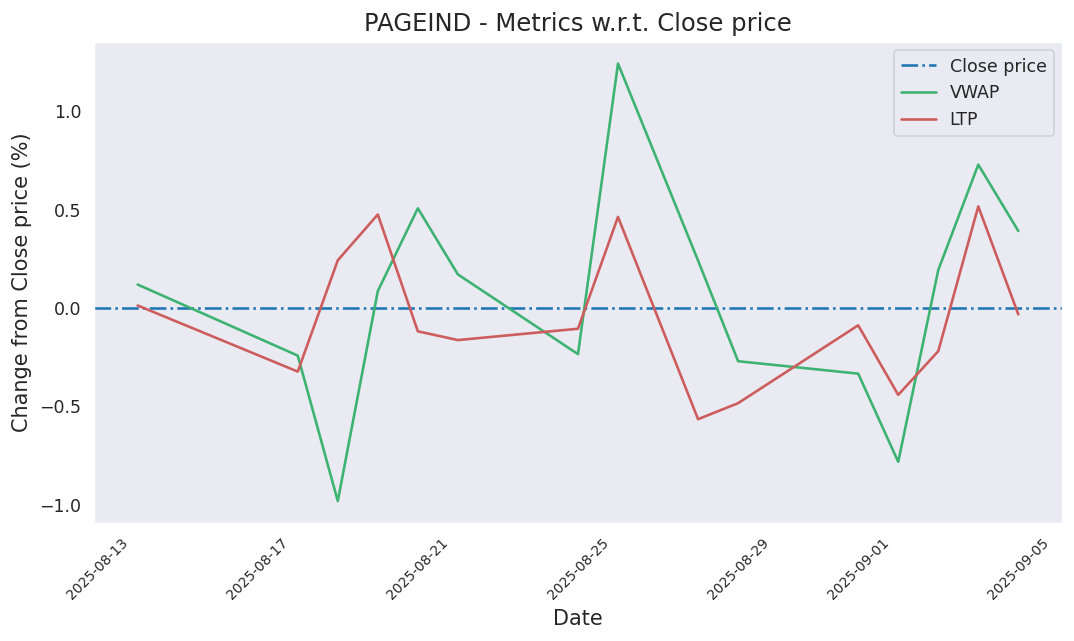 PAGEIND - Metrics w.r.t. Close price
Close price
VWAP
LTP
Change from Close price (%)
1.0
0.5
0.0
−0.5
−1.0
2025-08-13
2025-08-17
2025-08-21
2025-08-25
2025-08-29
2025-09-01
2025-09-05
Date